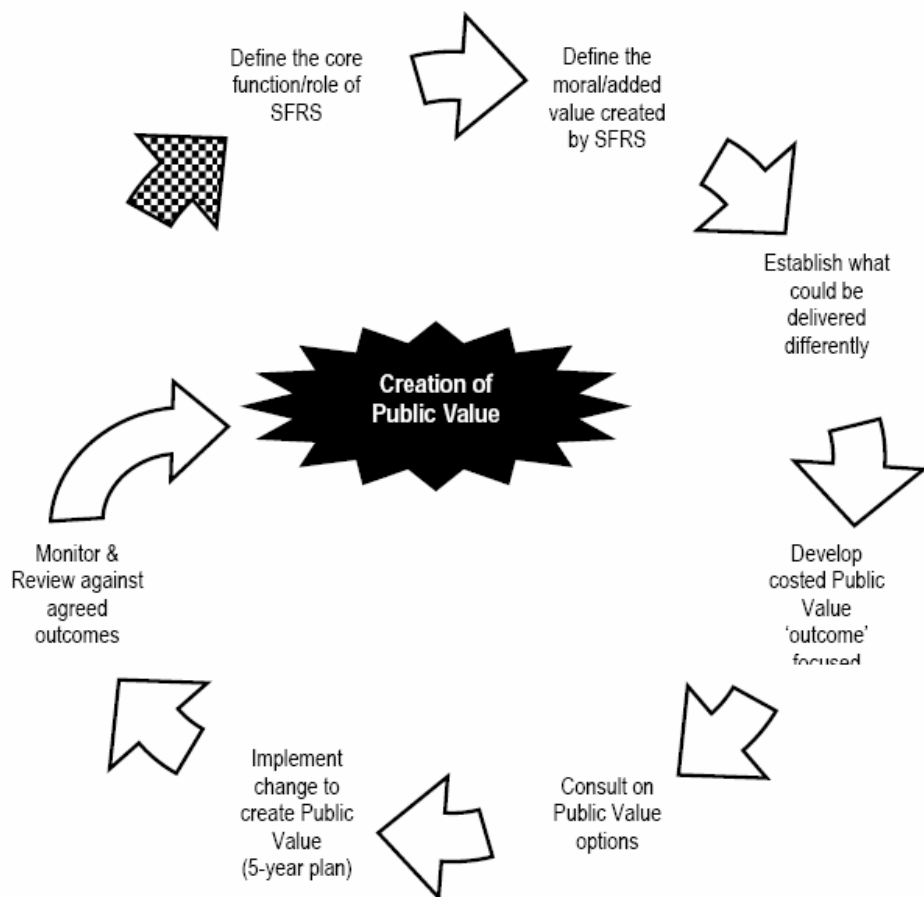 Define the core
function/role of
SFRS
Define the
moral/added
value created
by SFRS
Establish what
could be
delivered
differently
Develop
costed Public
Value
‘outcome’
focused
Consult on
Public Value
options
Implement
change to
create Public
Value
(5-year plan)
Monitor &
Review against
agreed
outcomes
Creation of
Public Value